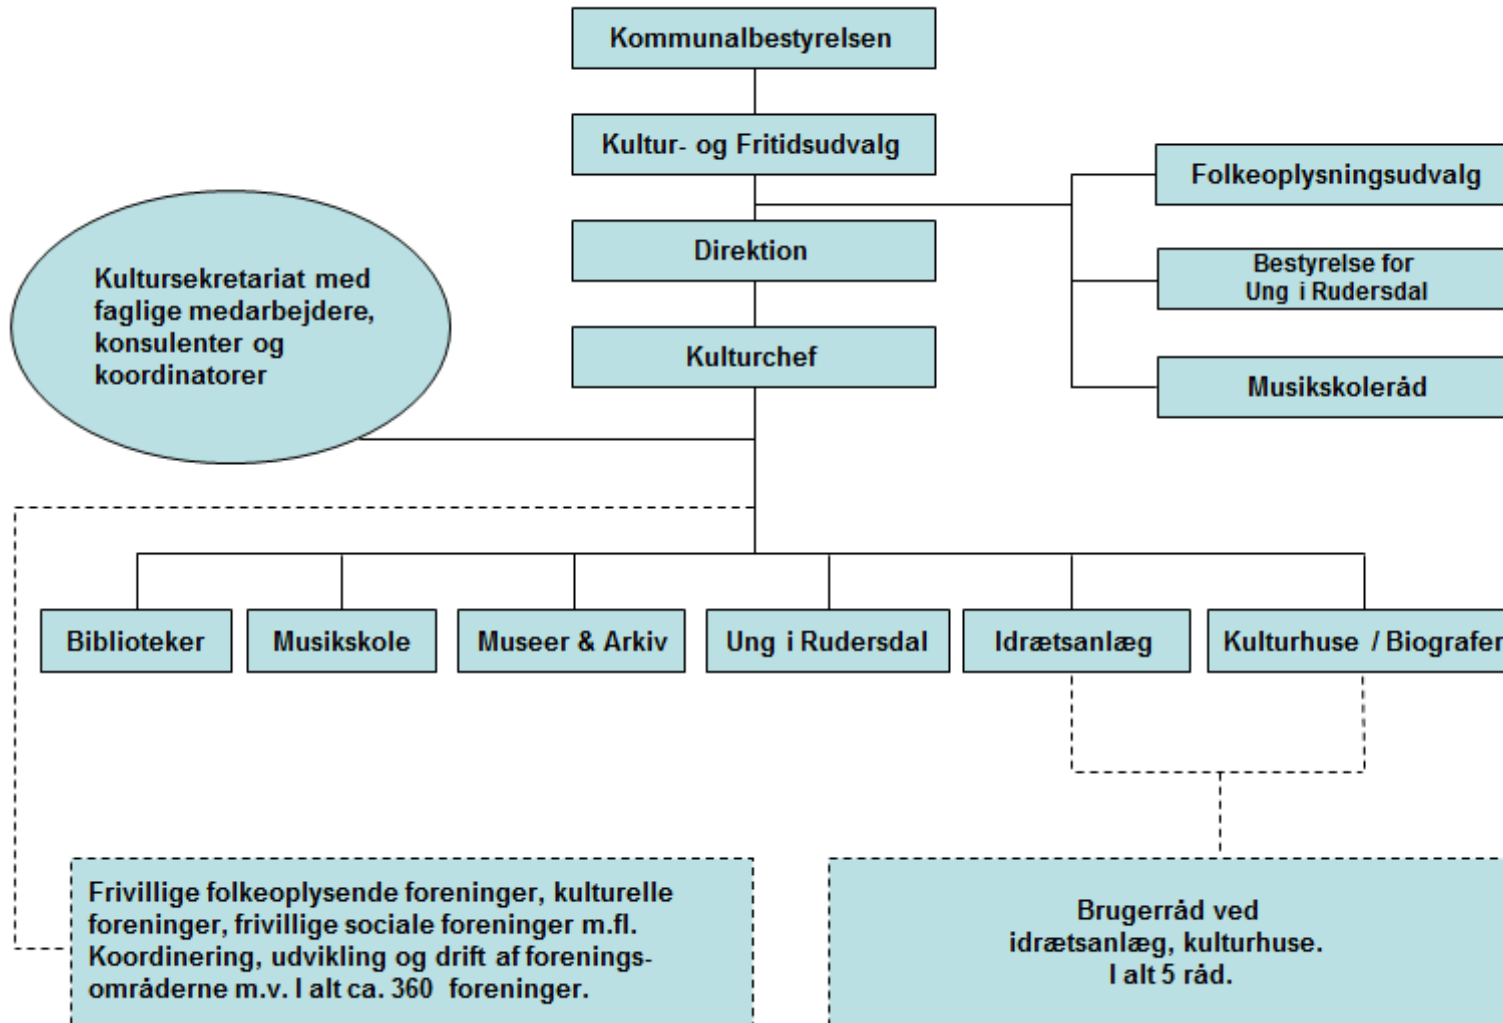 Kommunalbestyrelsen
Kultur- og Fritidsudvalg
Folkeoplysningsudvalg
Direktion
Bestyrelse for
Ung i Rudersdal
Kultursekretariat med
faglige medarbejdere,
konsulenter og
koordinatorer
Kulturchef
Musikskoleråd
Biblioteker
Musikskole
Museer & Arkiv
Ung i Rudersdal
Idrætsanlæg
Kulturhuse / Biografer
Frivillige folkeoplysende foreninger, kulturelle
foreninger, frivillige sociale foreninger m.fl.
Koordinering, udvikling og drift af forenings-
områderne m.v. I alt ca. 360 foreninger.
Brugerråd ved
idrætsanlæg, kulturhuse.
I alt 5 råd.